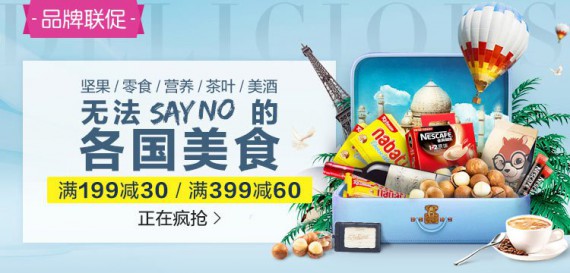 DELICIOUS
品牌联促
坚果/零食/营养/茶叶/美酒
无法 SAY NO 的
各国美食
满199减30 / 满399减60
正在疯抢 >
nabati
NESCAFÉ